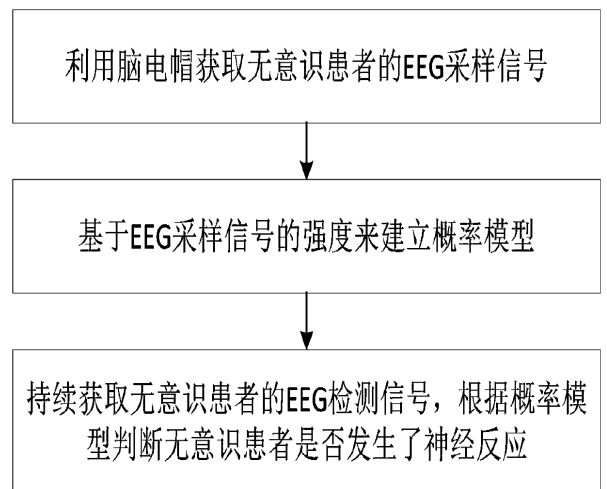 利用脑电帽获取无意识患者的EEG采样信号
基于EEG采样信号的强度来建立概率模型
持续获取无意识患者的EEG检测信号，根据概率模
型判断无意识患者是否发生了神经反应